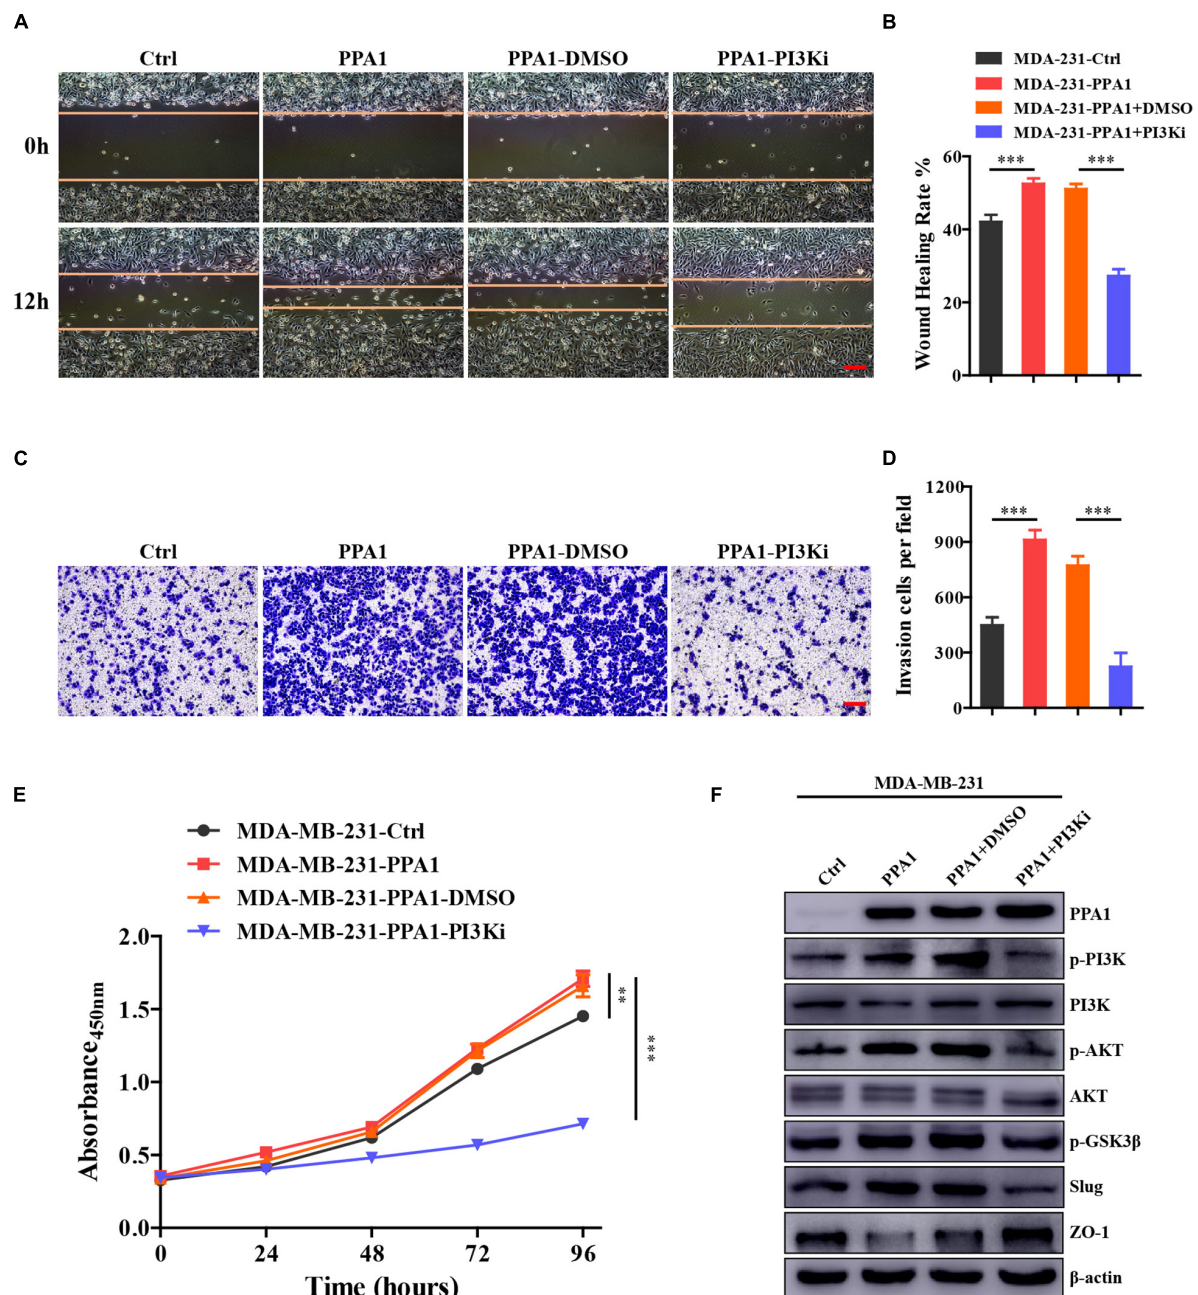 A
Ctrl PPA1 PPA1-DMSO PPA1-PI3Ki
0h
12h
B
MDA-231-Ctrl
MDA-231-PPA1
MDA-231-PPA1+DMSO
MDA-231-PPA1+PI3Ki
Wound Healing Rate %
60
40
20
0
*** ***
C
Ctrl PPA1 PPA1-DMSO PPA1-PI3Ki
D
Invasion cells per field
1200
900
600
300
0
*** ***
E
MDA-MB-231-Ctrl
MDA-MB-231-PPA1
MDA-MB-231-PPA1-DMSO
MDA-MB-231-PPA1-PI3Ki
Absorbance450nm
2.0
1.5
1.0
0.5
0.0
**
***
0 24 48 72 96
Time (hours)
F
MDA-MB-231
Ctrl PPA1 PPA1+DMSO PPA1+PI3Ki
PPA1
p-PI3K
PI3K
p-AKT
AKT
p-GSK3β
Slug
ZO-1
β-actin